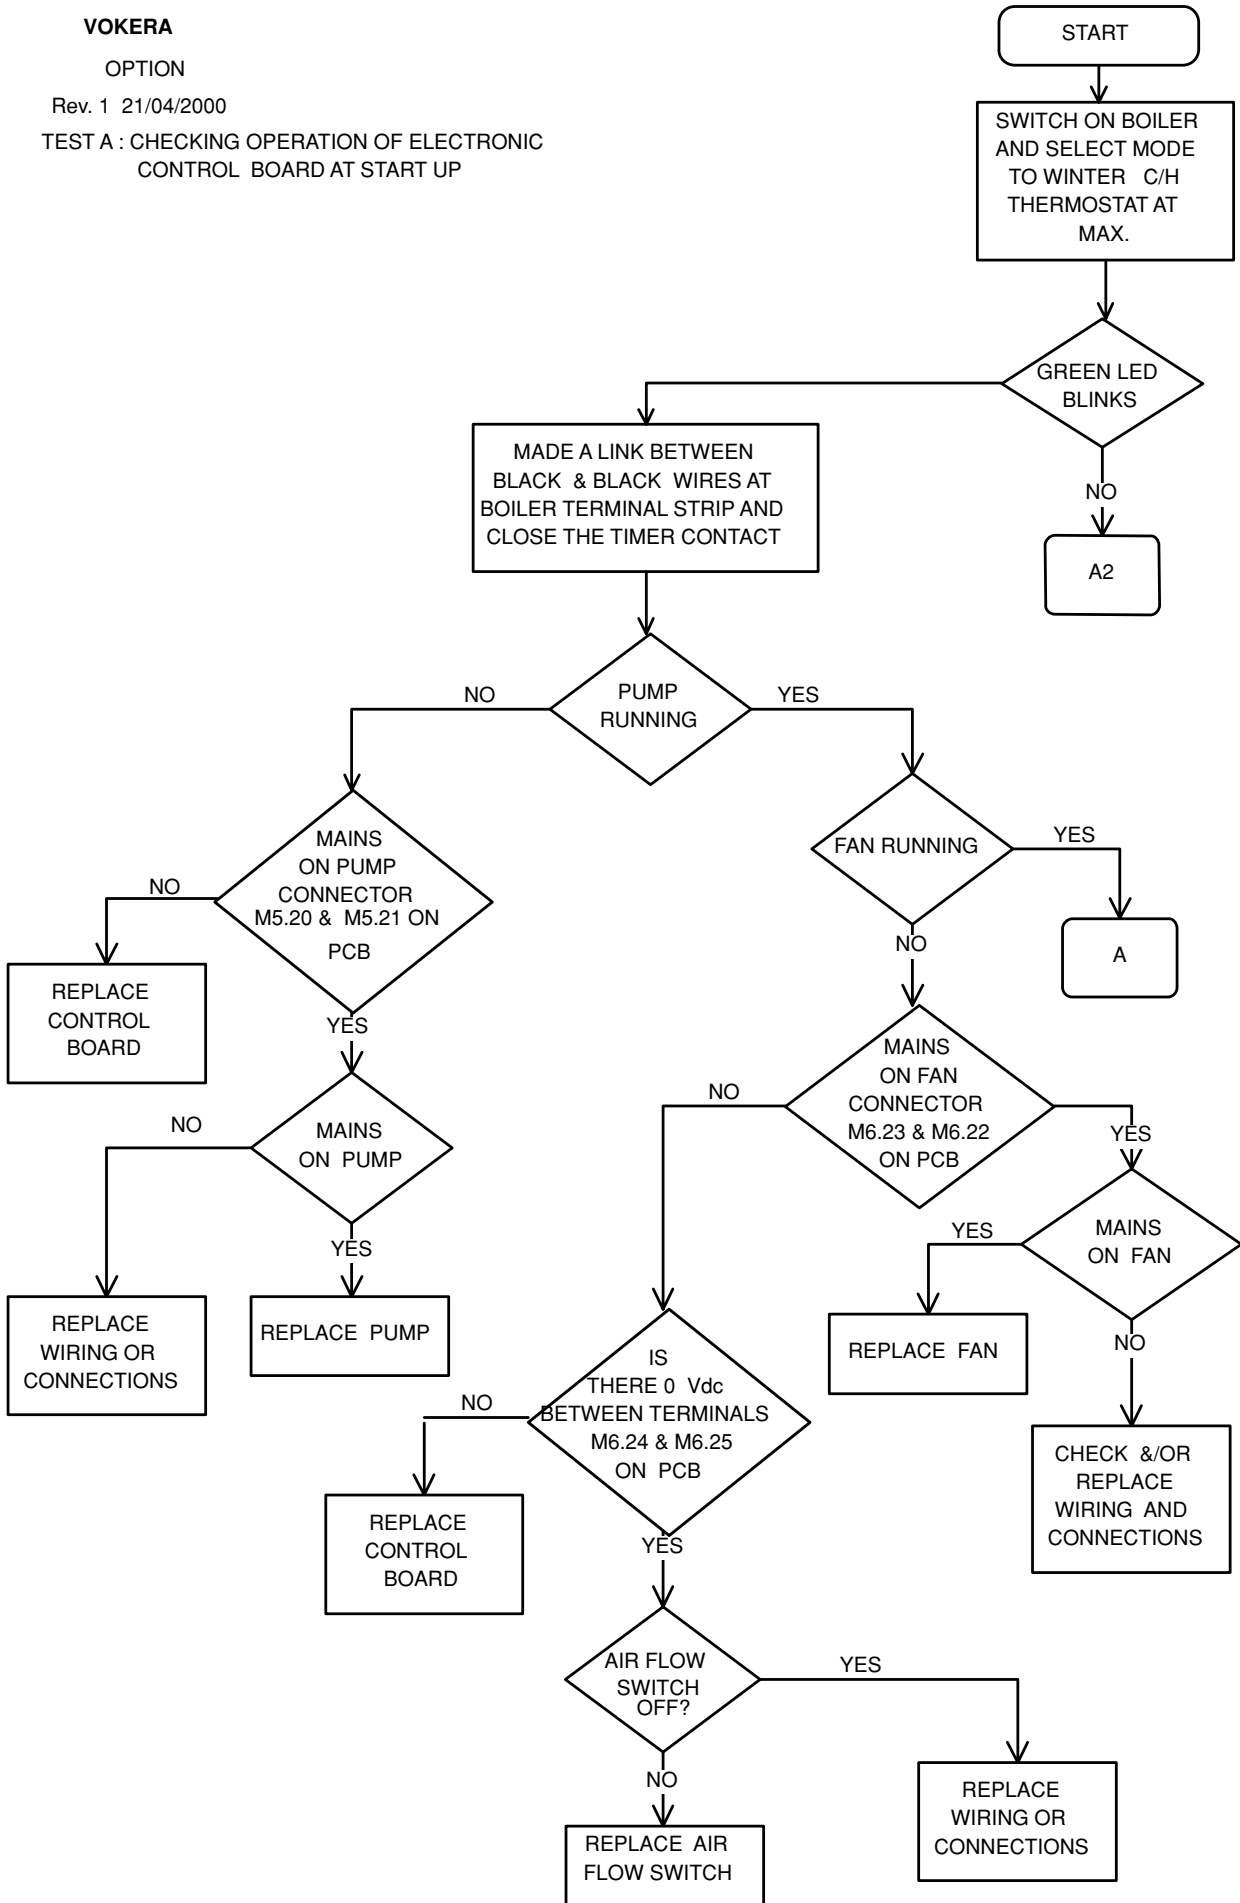 VOKERA
OPTION
Rev. 1 21/04/2000
TEST A : CHECKING OPERATION OF ELECTRONIC
CONTROL BOARD AT START UP
START
SWITCH ON BOILER
AND SELECT MODE
TO WINTER C/H
THERMOSTAT AT
MAX.
GREEN LED
BLINKS
NO
A2
MADE A LINK BETWEEN
BLACK & BLACK WIRES AT
BOILER TERMINAL STRIP AND
CLOSE THE TIMER CONTACT
PUMP
RUNNING
NO
YES
MAINS
ON PUMP
CONNECTOR
M5.20 & M5.21 ON
PCB
NO
REPLACE
CONTROL
BOARD
YES
MAINS
ON PUMP
NO
REPLACE
WIRING OR
CONNECTIONS
YES
REPLACE PUMP
FAN RUNNING
YES
A
NO
MAINS
ON FAN
CONNECTOR
M6.23 & M6.22
ON PCB
NO
YES
MAINS
ON FAN
YES
REPLACE FAN
NO
CHECK &/OR
REPLACE
WIRING AND
CONNECTIONS
IS
THERE 0 Vdc
BETWEEN TERMINALS
M6.24 & M6.25
ON PCB
NO
REPLACE
CONTROL
BOARD
YES
AIR FLOW
SWITCH
OFF?
YES
REPLACE
WIRING OR
CONNECTIONS
NO
REPLACE AIR
FLOW SWITCH